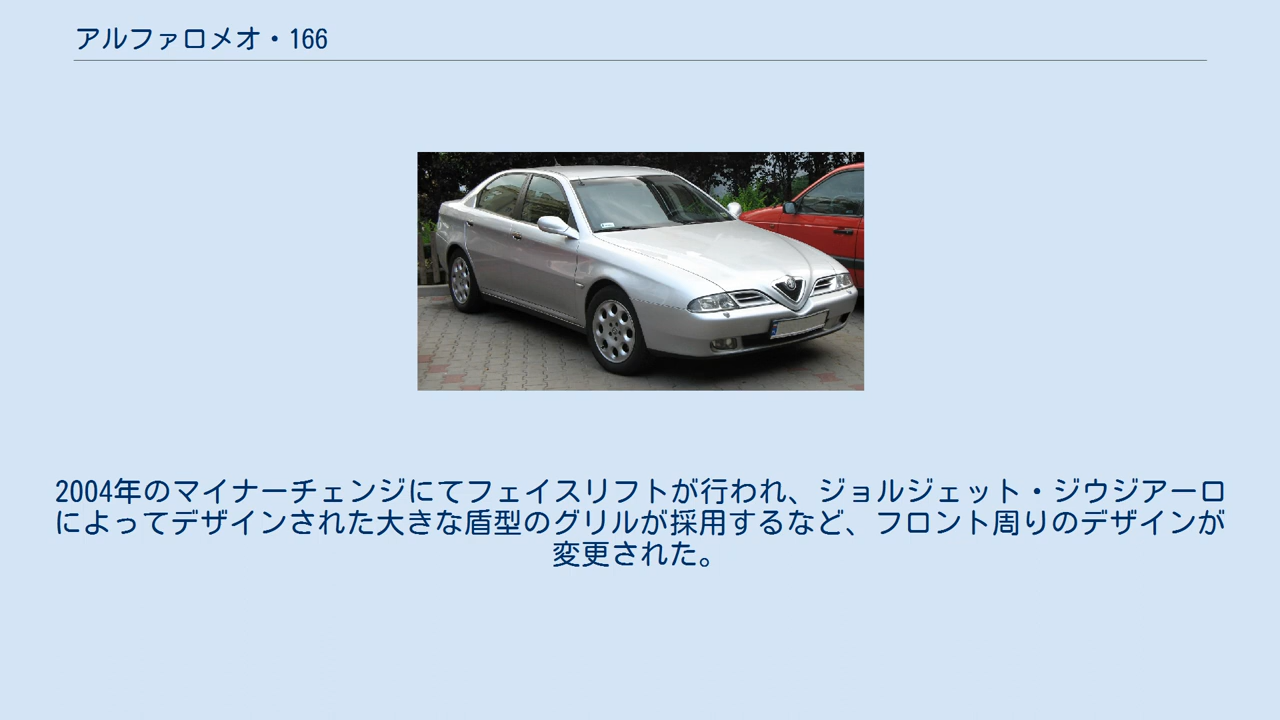 アルファロメオ・166
2004年のマイナーチェンジにてフェイスリフトが行われ、ジョルジェット・ジウジアーロ
によってデザインされた大きな盾型のグリルが採用するなど、フロント周りのデザインが
変更された。